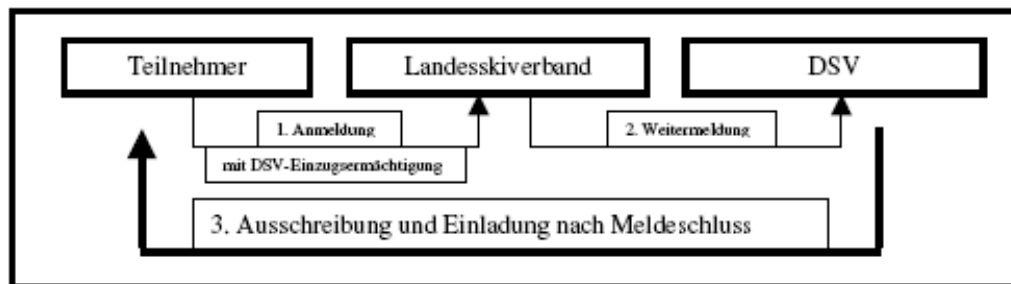 Teilnehmer
Landesskiverband
DSV
1. Anmeldung
2. Weitermeldung
mit DSV-Einzugsermächtigung
3. Ausschreibung und Einladung nach Meldeschluss